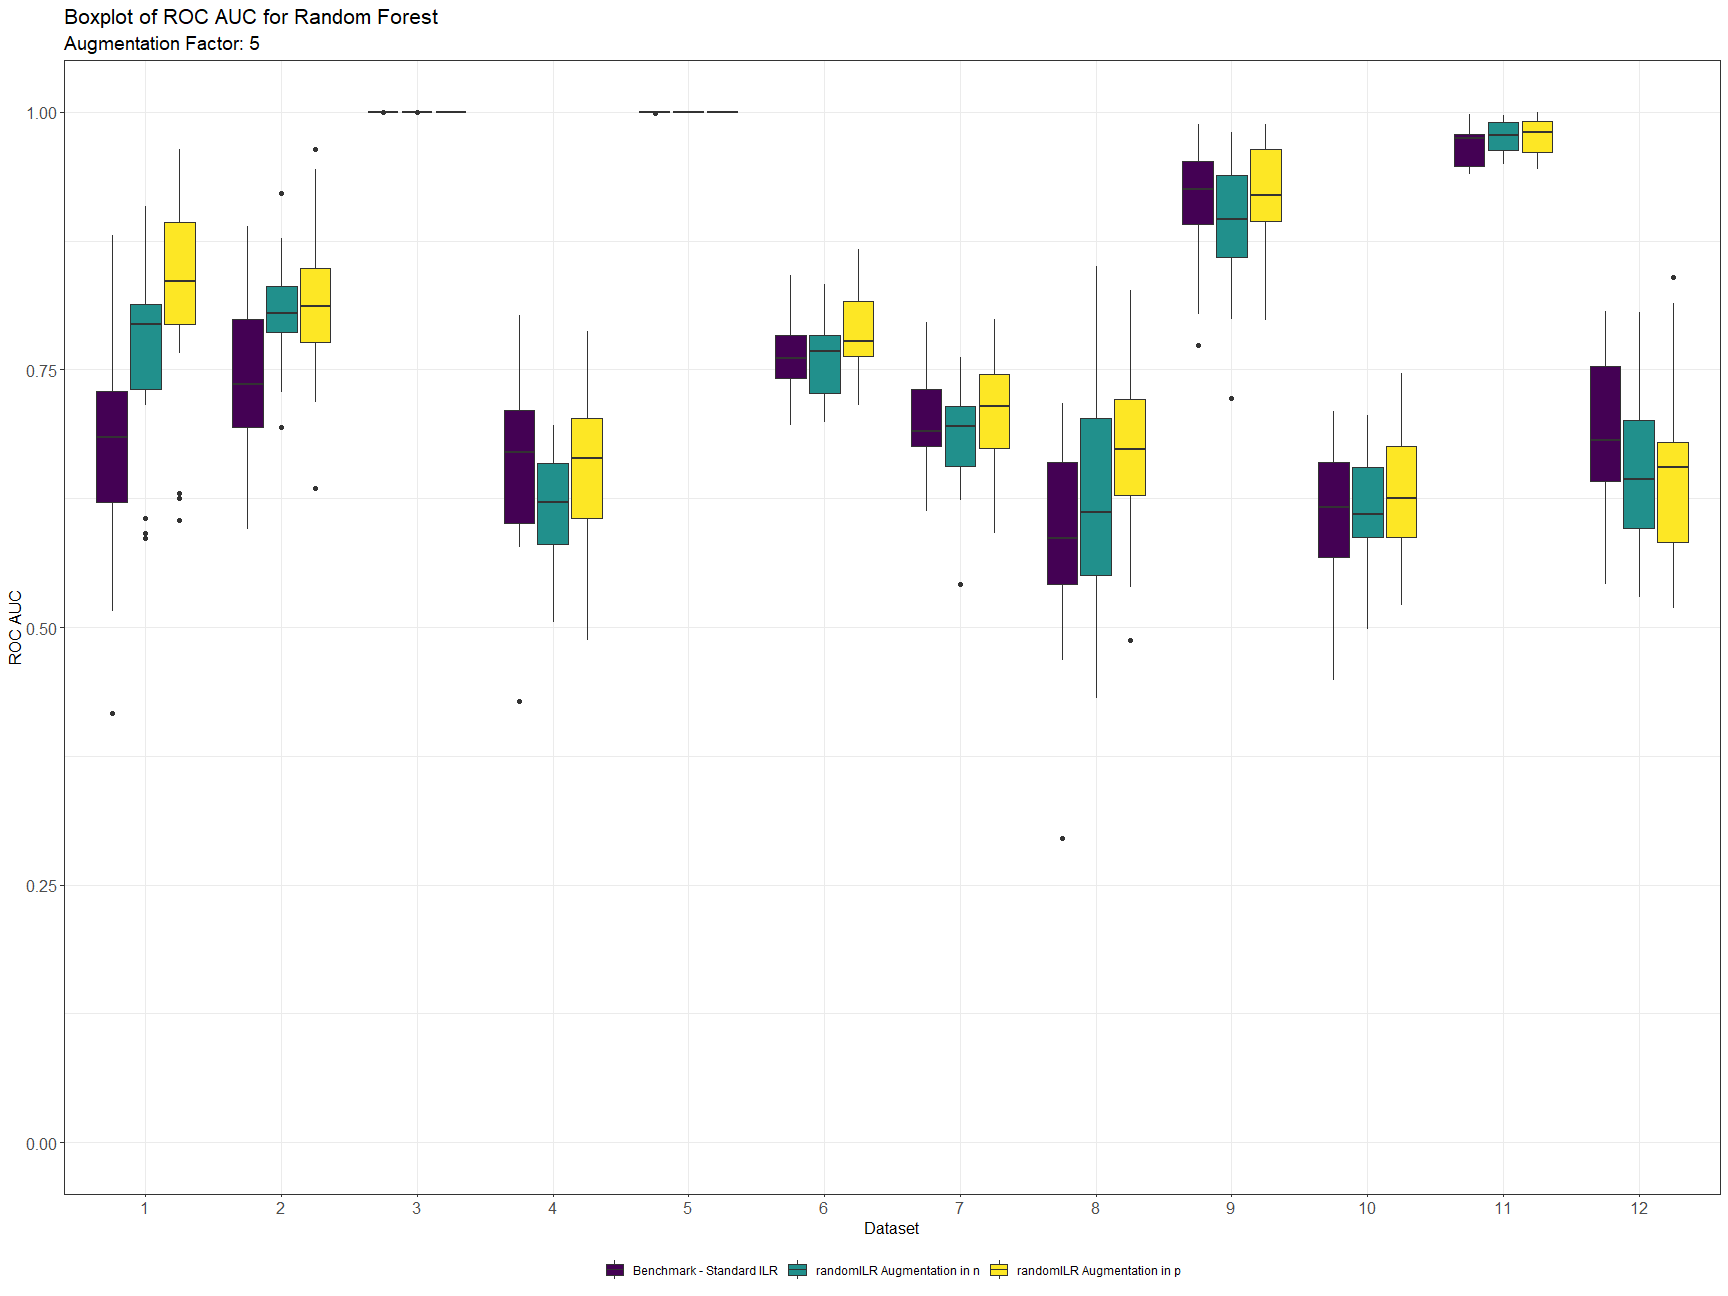 Boxplot of ROC AUC for Random Forest
Augmentation Factor: 5
ROC AUC
1.00
0.75
0.50
0.25
0.00
1 2 3 4 5 6 7 8 9 10 11 12
Dataset
Benchmark - Standard ILR randomILR Augmentation in n randomILR Augmentation in p